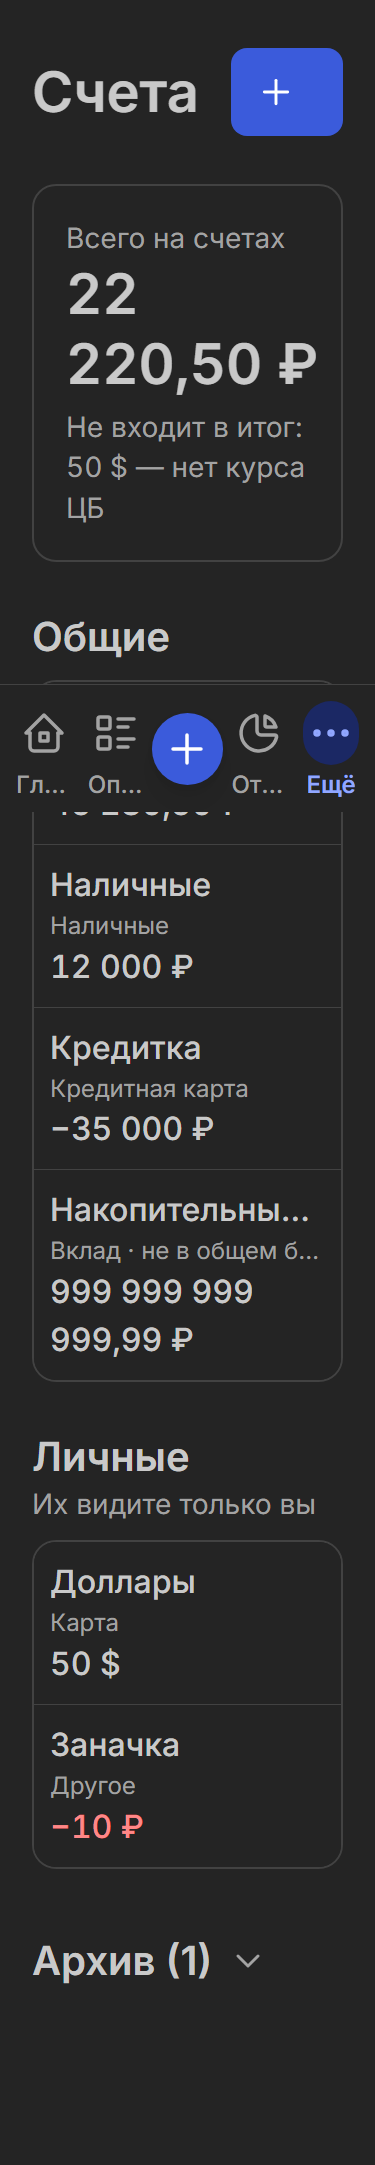 Счета
Всего на счетах
22
220,50 ₽
Не входит в итог:
50 $ — нет курса
ЦБ
Общие
Гл...
Оп...
От...
Ещё
Наличные
Наличные
12 000 ₽
Кредитка
Кредитная карта
−35 000 ₽
Накопительны...
Вклад · не в общем б...
999 999 999
999,99 ₽
Личные
Их видите только вы
Доллары
Карта
50 $
Заначка
Другое
−10 ₽
Архив (1)